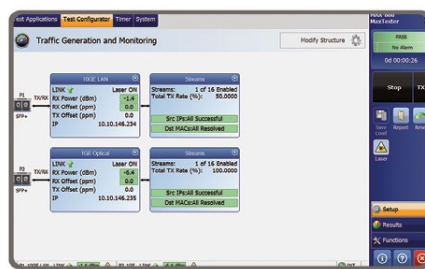 est Applications Test Configurator Timer System
MAX-860
MaxTester
Traffic Generation and Monitoring
Modify Structure
PASS
No Alarm
0d 00:00:26
Stop TX
Save Load Report
Laser
Setup
Results
Functions
10GE LAN
P1 TX/RX
SFP+
LINK Laser ON
RX Power (dBm) -1.4
RX Offset (ppm) 0.0
TX Offset (ppm) 0.0
IP 10.10.146.234
Streams
Streams: 1 of 16 Enabled
Total TX Rate (%): 50.0000
Src IPs:All Successful
Dst MACs:All Resolved
1GE Optical
P2 TX/RX
SFP+
LINK Laser ON
RX Power (dBm) -6.4
RX Offset (ppm) 0.0
TX Offset (ppm) 0.0
IP 10.10.146.235
Streams
Streams: 1 of 16 Enabled
Total TX Rate (%): 100.0000
Src IPs:All Successful
Dst MACs:All Resolved